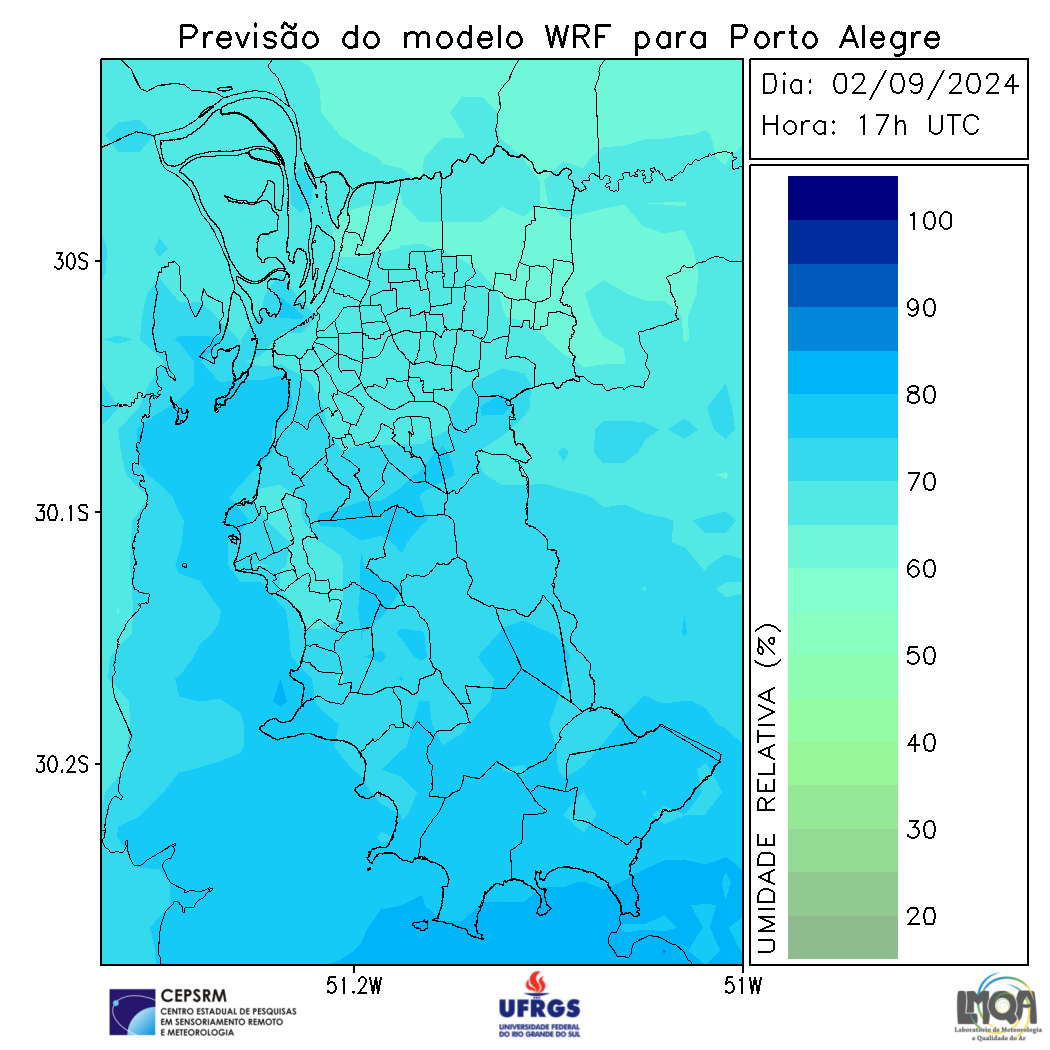 Previsão do modelo WRF para Porto Alegre
Dia: 02/09/2024
Hora: 17h UTC
30S
30.1S
30.2S
51.2W
51W
UMIDADE RELATIVA (%)
100
90
80
70
60
50
40
30
20
CEPSRM
CENTRO ESTADUAL DE PESQUISAS
EM SENSORIAMENTO REMOTO
E METEOROLOGIA
UFRGS
UNIVERSIDADE FEDERAL
DO RIO GRANDE DO SUL
LMQA
Laboratório de Meteorologia
e Qualidade do Ar